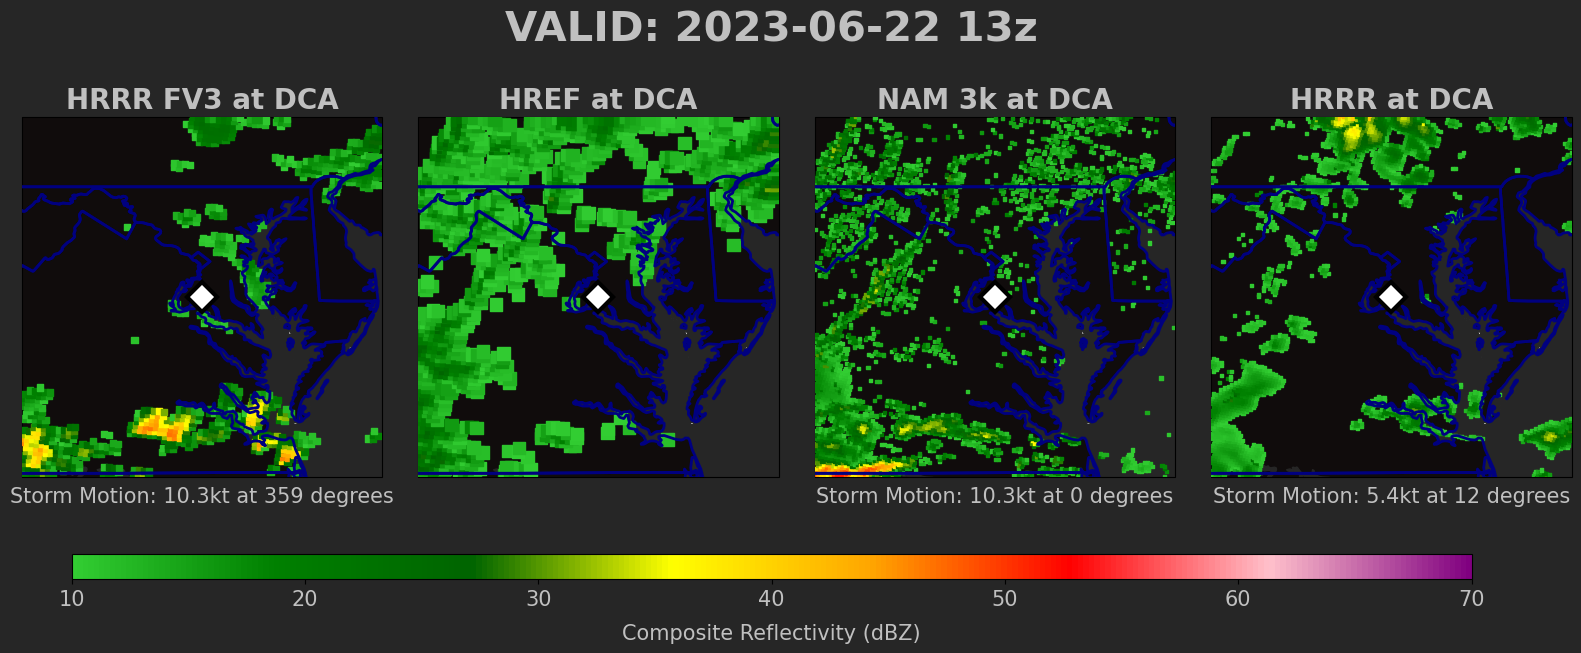 VALID: 2023-06-22 13z
HRRR FV3 at DCA
HREF at DCA
NAM 3k at DCA
HRRR at DCA
Storm Motion: 10.3kt at 359 degrees
Storm Motion: 10.3kt at 0 degrees
Storm Motion: 5.4kt at 12 degrees
10 20 30 40 50 60 70
Composite Reflectivity (dBZ)